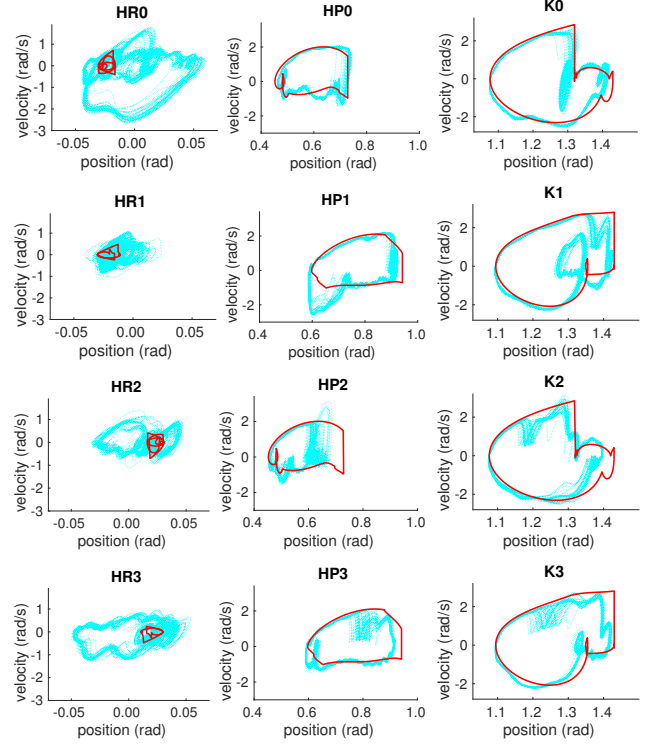 HR0 HP0 K0
velocity (rad/s) velocity (rad/s) velocity (rad/s)
1
0
-1
-2
-3
2
0
-2
2
0
-2
-0.05 0.00 0.05 0.4 0.6 0.8 1.0 1.1 1.2 1.3 1.4
position (rad) position (rad) position (rad)
HR1 HP1 K1
velocity (rad/s) velocity (rad/s) velocity (rad/s)
1
0
-1
-2
-3
2
0
-2
2
0
-2
-0.05 0.00 0.05 0.4 0.6 0.8 1.0 1.1 1.2 1.3 1.4
position (rad) position (rad) position (rad)
HR2 HP2 K2
velocity (rad/s) velocity (rad/s) velocity (rad/s)
1
0
-1
-2
-3
2
0
-2
2
0
-2
-0.05 0.00 0.05 0.4 0.6 0.8 1.0 1.1 1.2 1.3 1.4
position (rad) position (rad) position (rad)
HR3 HP3 K3
velocity (rad/s) velocity (rad/s) velocity (rad/s)
1
0
-1
-2
-3
2
0
-2
2
0
-2
-0.05 0.00 0.05 0.4 0.6 0.8 1.0 1.1 1.2 1.3 1.4
position (rad) position (rad) position (rad)